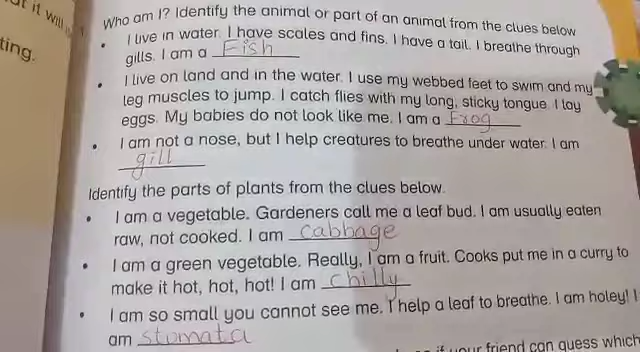 it will
ting.
Who am I? Identify the animal or part of an animal from the clues below
• I live in water. I have scales and fins. I have a tail. I breathe through
gills. I am a Fish
• I live on land and in the water. I use my webbed feet to swim and my
leg muscles to jump. I catch flies with my long, sticky tongue. I lay
eggs. My babies do not look like me. I am a Frog
• I am not a nose, but I help creatures to breathe under water. I am
gill
Identify the parts of plants from the clues below.
• I am a vegetable. Gardeners call me a leaf bud. I am usually eaten
raw, not cooked. I am cabbage
• I am a green vegetable. Really, I am a fruit. Cooks put me in a curry to
make it hot, hot, hot! I am chilly
• I am so small you cannot see me. I help a leaf to breathe. I am holey! I
am stomata
if your friend can guess which